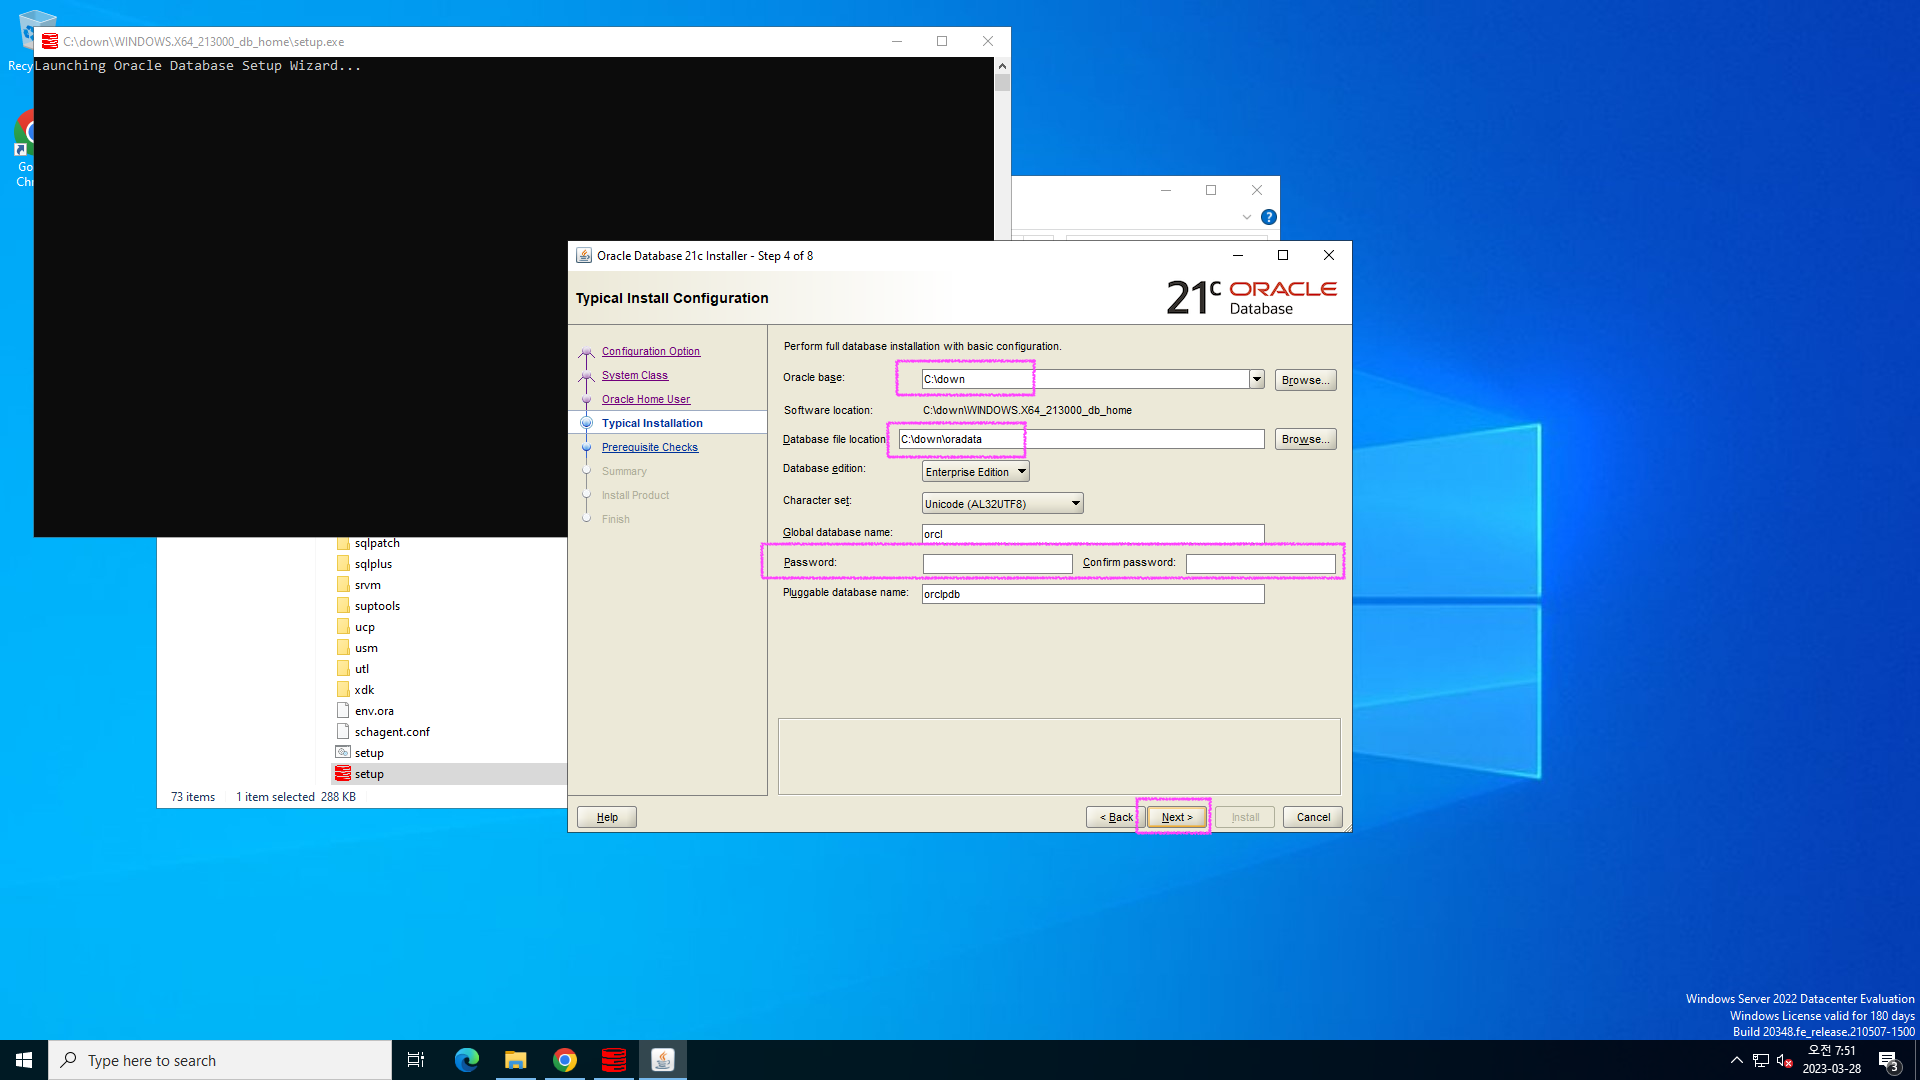 C:\down\WINDOWS.X64_213000_db_home\setup.exe
Launching Oracle Database Setup Wizard...
Recy
Go
Chr
Oracle Database 21c Installer - Step 4 of 8
Typical Install Configuration
21c ORACLE
Database
Configuration Option
System Class
Oracle Home User
Typical Installation
Prerequisite Checks
Summary
Install Product
Finish
Perform full database installation with basic configuration.
Oracle base: C:\down Browse...
Software location: C:\down\WINDOWS.X64_213000_db_home
Database file location C:\down\oradata Browse...
Database edition: Enterprise Edition
Character set: Unicode (AL32UTF8)
Global database name: orcl
Password: Confirm password:
Pluggable database name: orclpdb
Help < Back Next > Install Cancel
sqlpatch
sqlplus
srvm
suptools
ucp
usm
utl
xdk
env.ora
schagent.conf
setup
setup
73 items 1 item selected 288 KB
Windows Server 2022 Datacenter Evaluation
Windows License valid for 180 days
Build 20348.fe_release.210507-1500
Type here to search
오전 7:51
2023-03-28
3